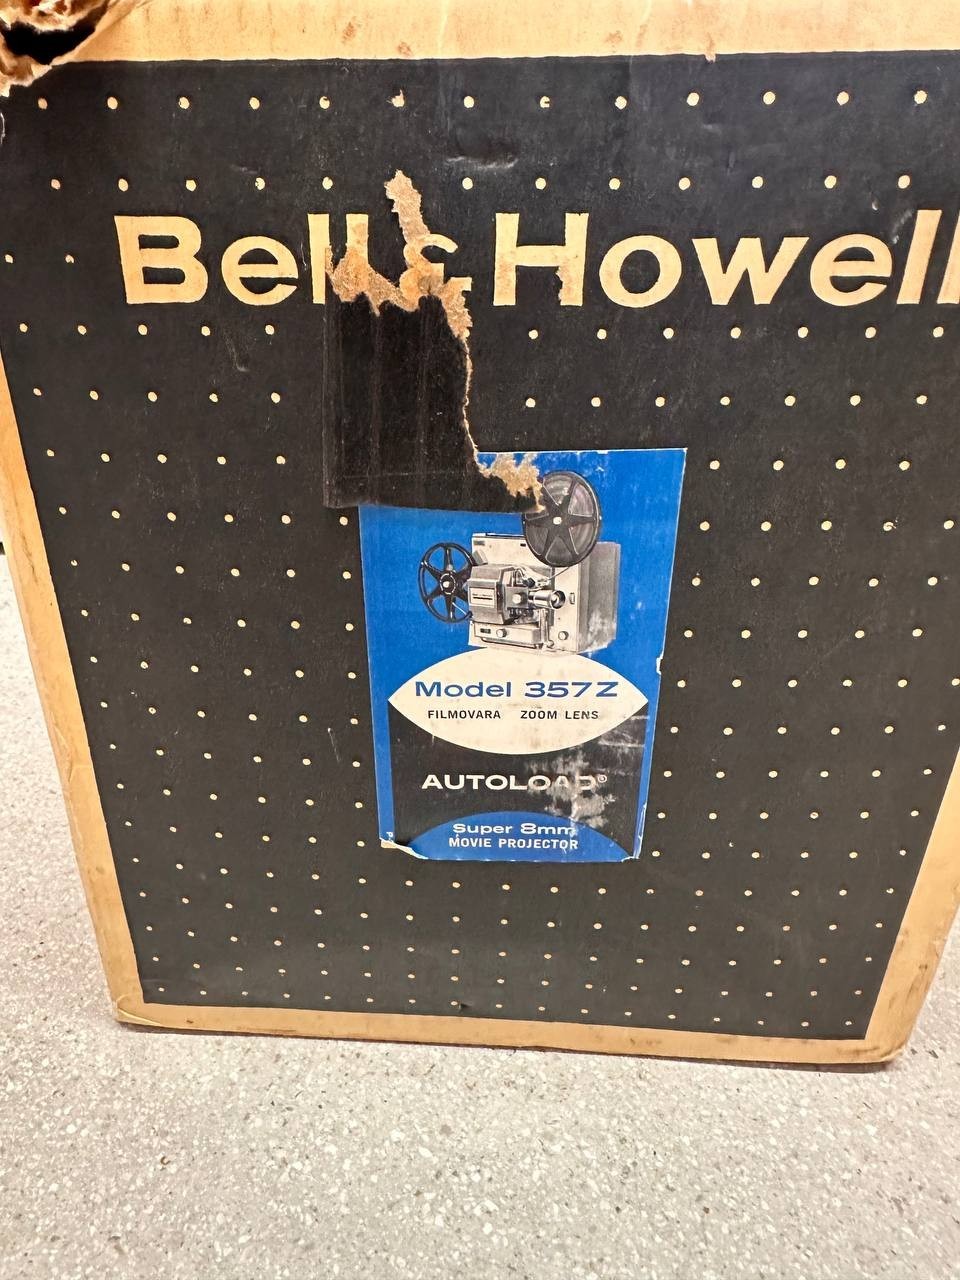 Bell & Howell
Model 357Z
FILMOVARA ZOOM LENS
AUTOLOAD®
Super 8mm
MOVIE PROJECTOR